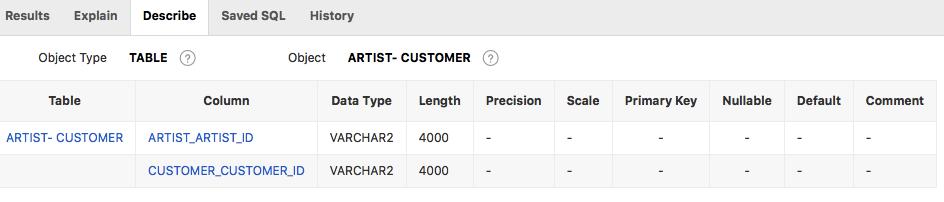 Results Explain Describe Saved SQL History
Object Type TABLE ? Object ARTIST- CUSTOMER ?
Table Column Data Type Length Precision Scale Primary Key Nullable Default Comment
ARTIST- CUSTOMER ARTIST_ARTIST_ID VARCHAR2 4000 - - - - - -
CUSTOMER_CUSTOMER_ID VARCHAR2 4000 - - - - - -